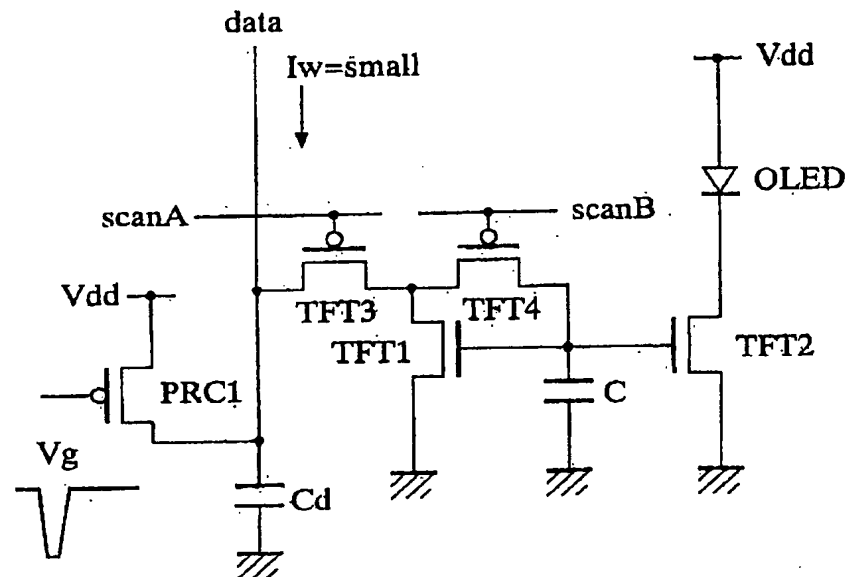 data
Iw=small
Vdd
OLED
scanA
scanB
Vdd
TFT3
TFT4
TFT1
TFT2
PRC1
C
Vg
Cd